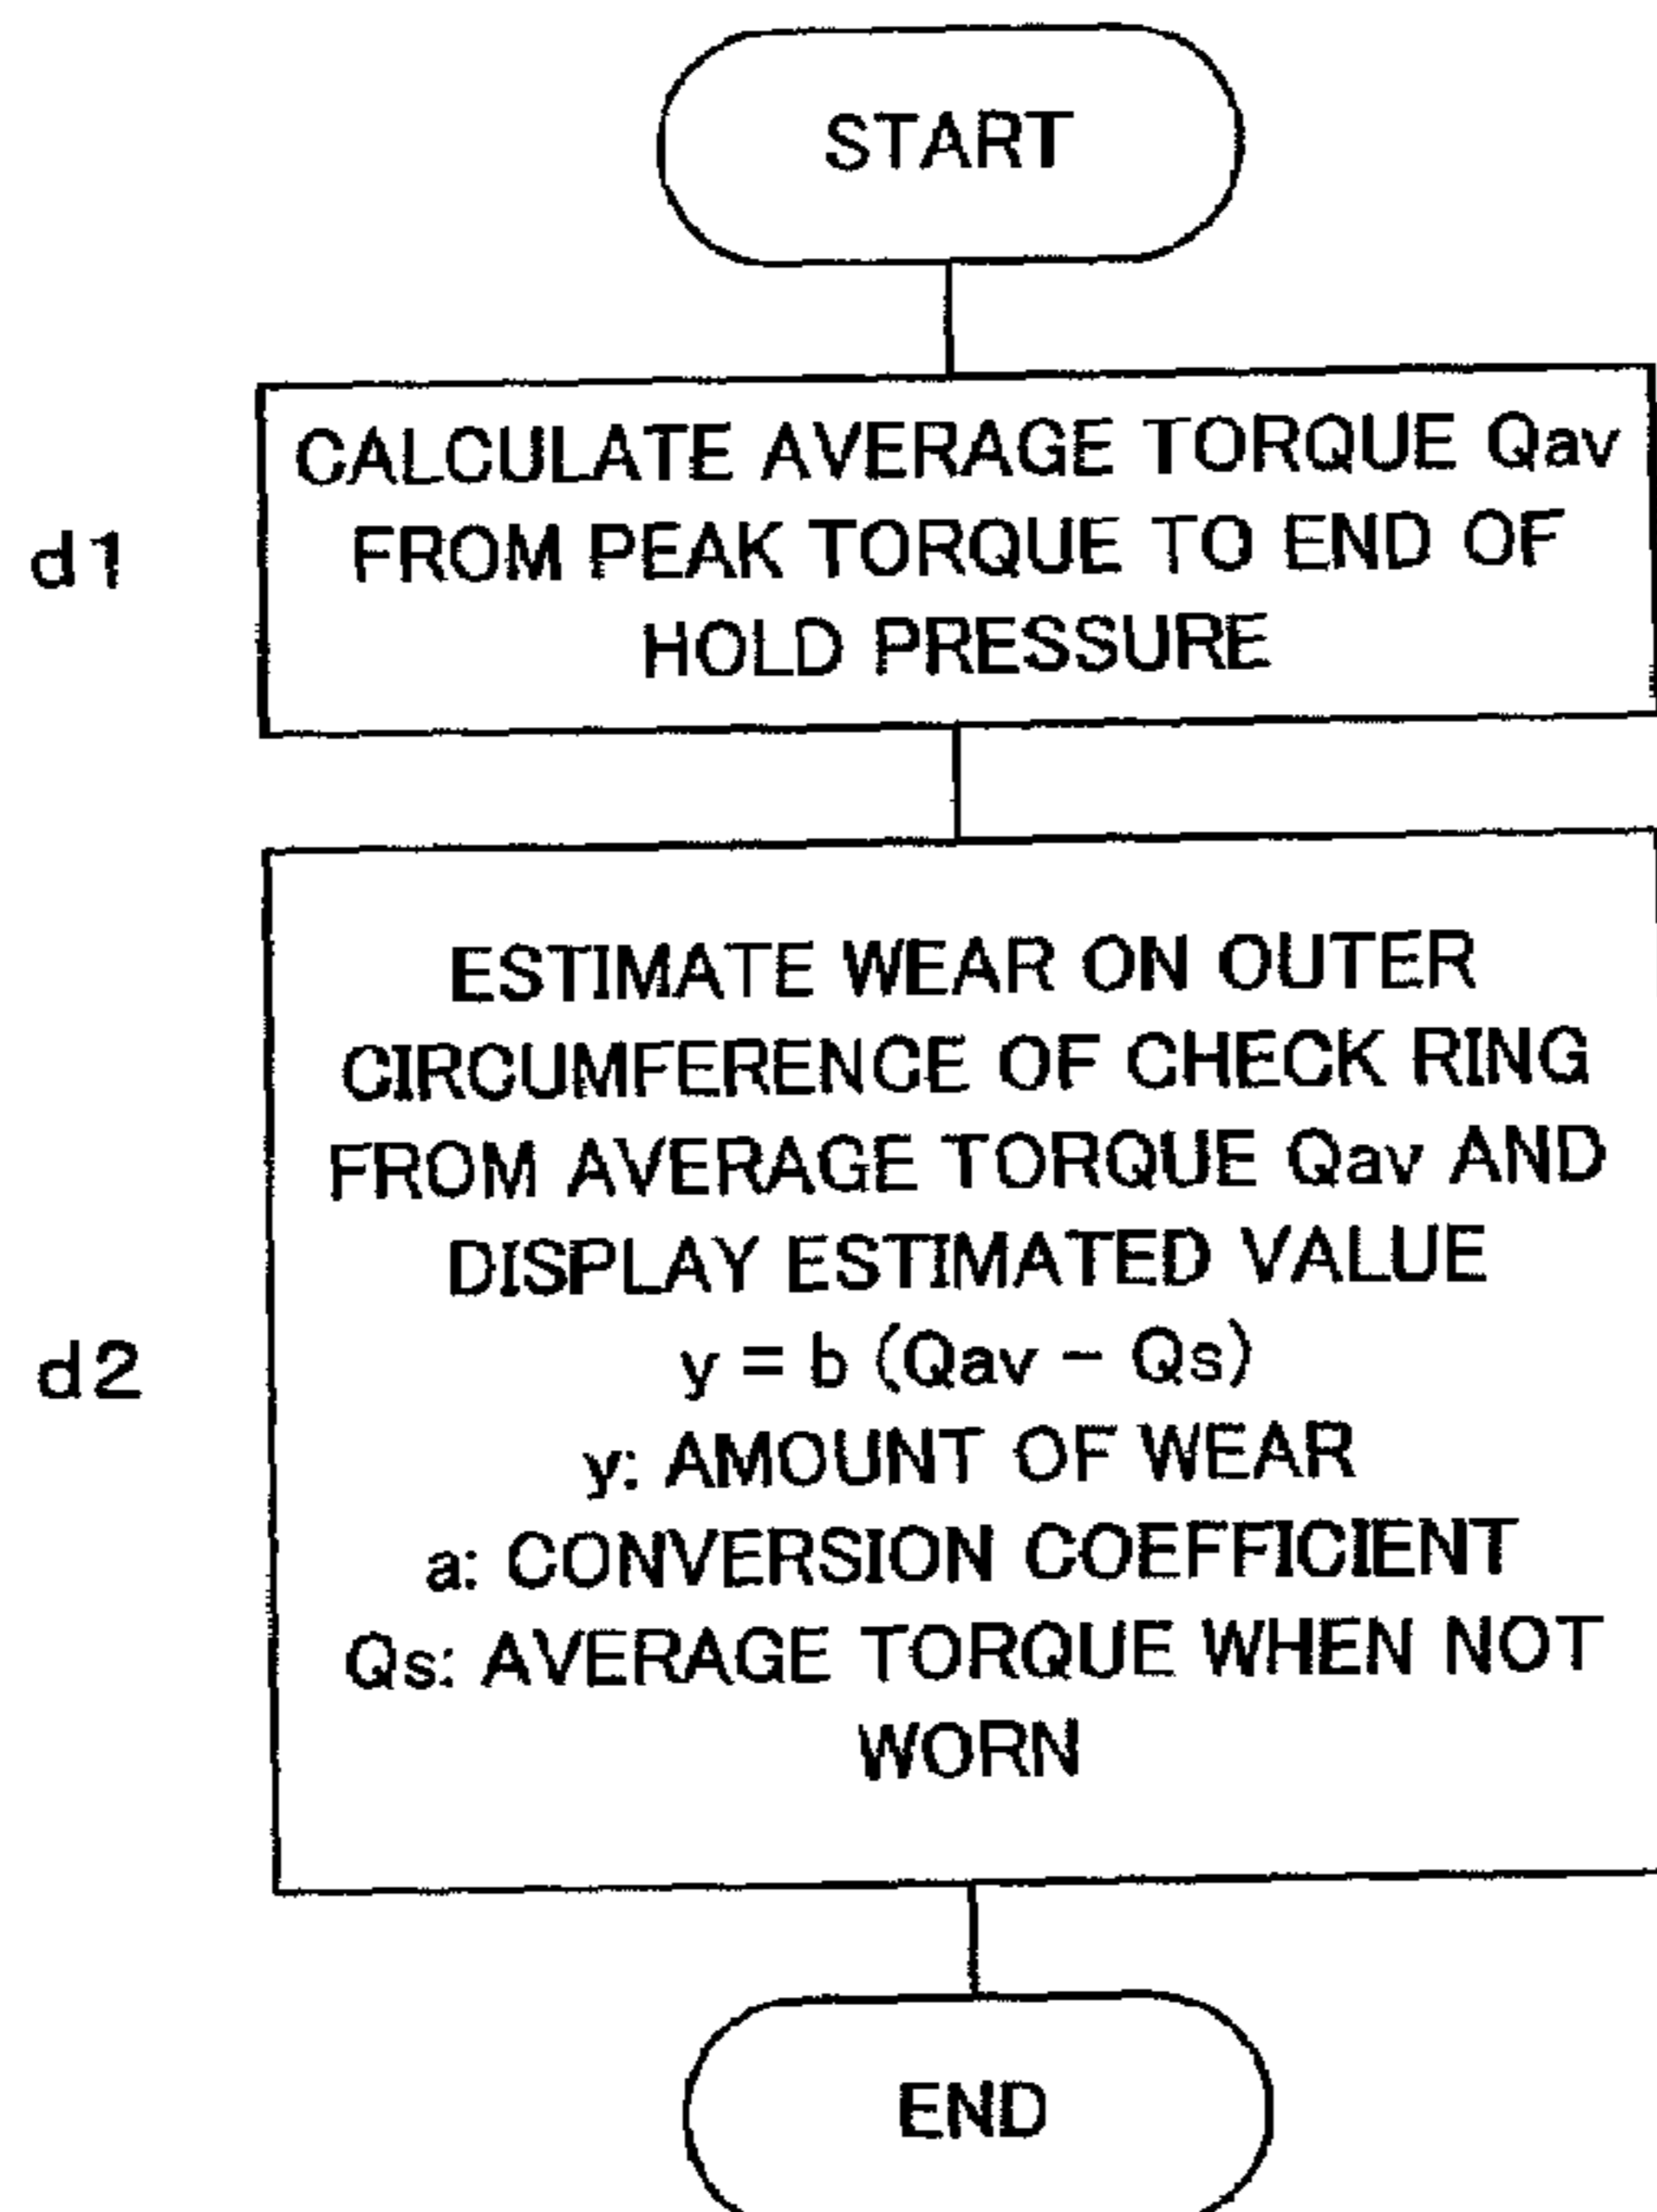 START
d1
CALCULATE AVERAGE TORQUE Qav
FROM PEAK TORQUE TO END OF
HOLD PRESSURE
d2
ESTIMATE WEAR ON OUTER
CIRCUMFERENCE OF CHECK RING
FROM AVERAGE TORQUE Qav AND
DISPLAY ESTIMATED VALUE
y = b (Qav − Qs)
y: AMOUNT OF WEAR
a: CONVERSION COEFFICIENT
Qs: AVERAGE TORQUE WHEN NOT
WORN
END